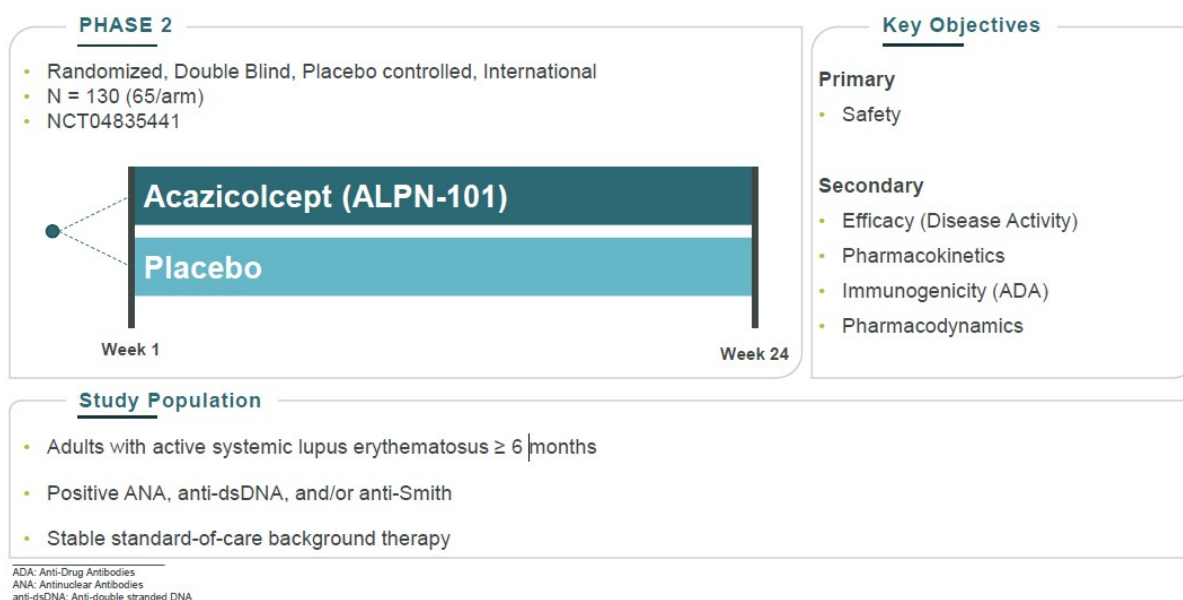 PHASE 2
• Randomized, Double Blind, Placebo controlled, International
• N = 130 (65/arm)
• NCT04835441
Acazicolcept (ALPN-101)
Placebo
Week 1
Week 24
Key Objectives
Primary
• Safety
Secondary
• Efficacy (Disease Activity)
• Pharmacokinetics
• Immunogenicity (ADA)
• Pharmacodynamics
Study Population
• Adults with active systemic lupus erythematosus ≥ 6 months
• Positive ANA, anti-dsDNA, and/or anti-Smith
• Stable standard-of-care background therapy
ADA: Anti-Drug Antibodies
ANA: Antinuclear Antibodies
anti-dsDNA: Anti-double stranded DNA